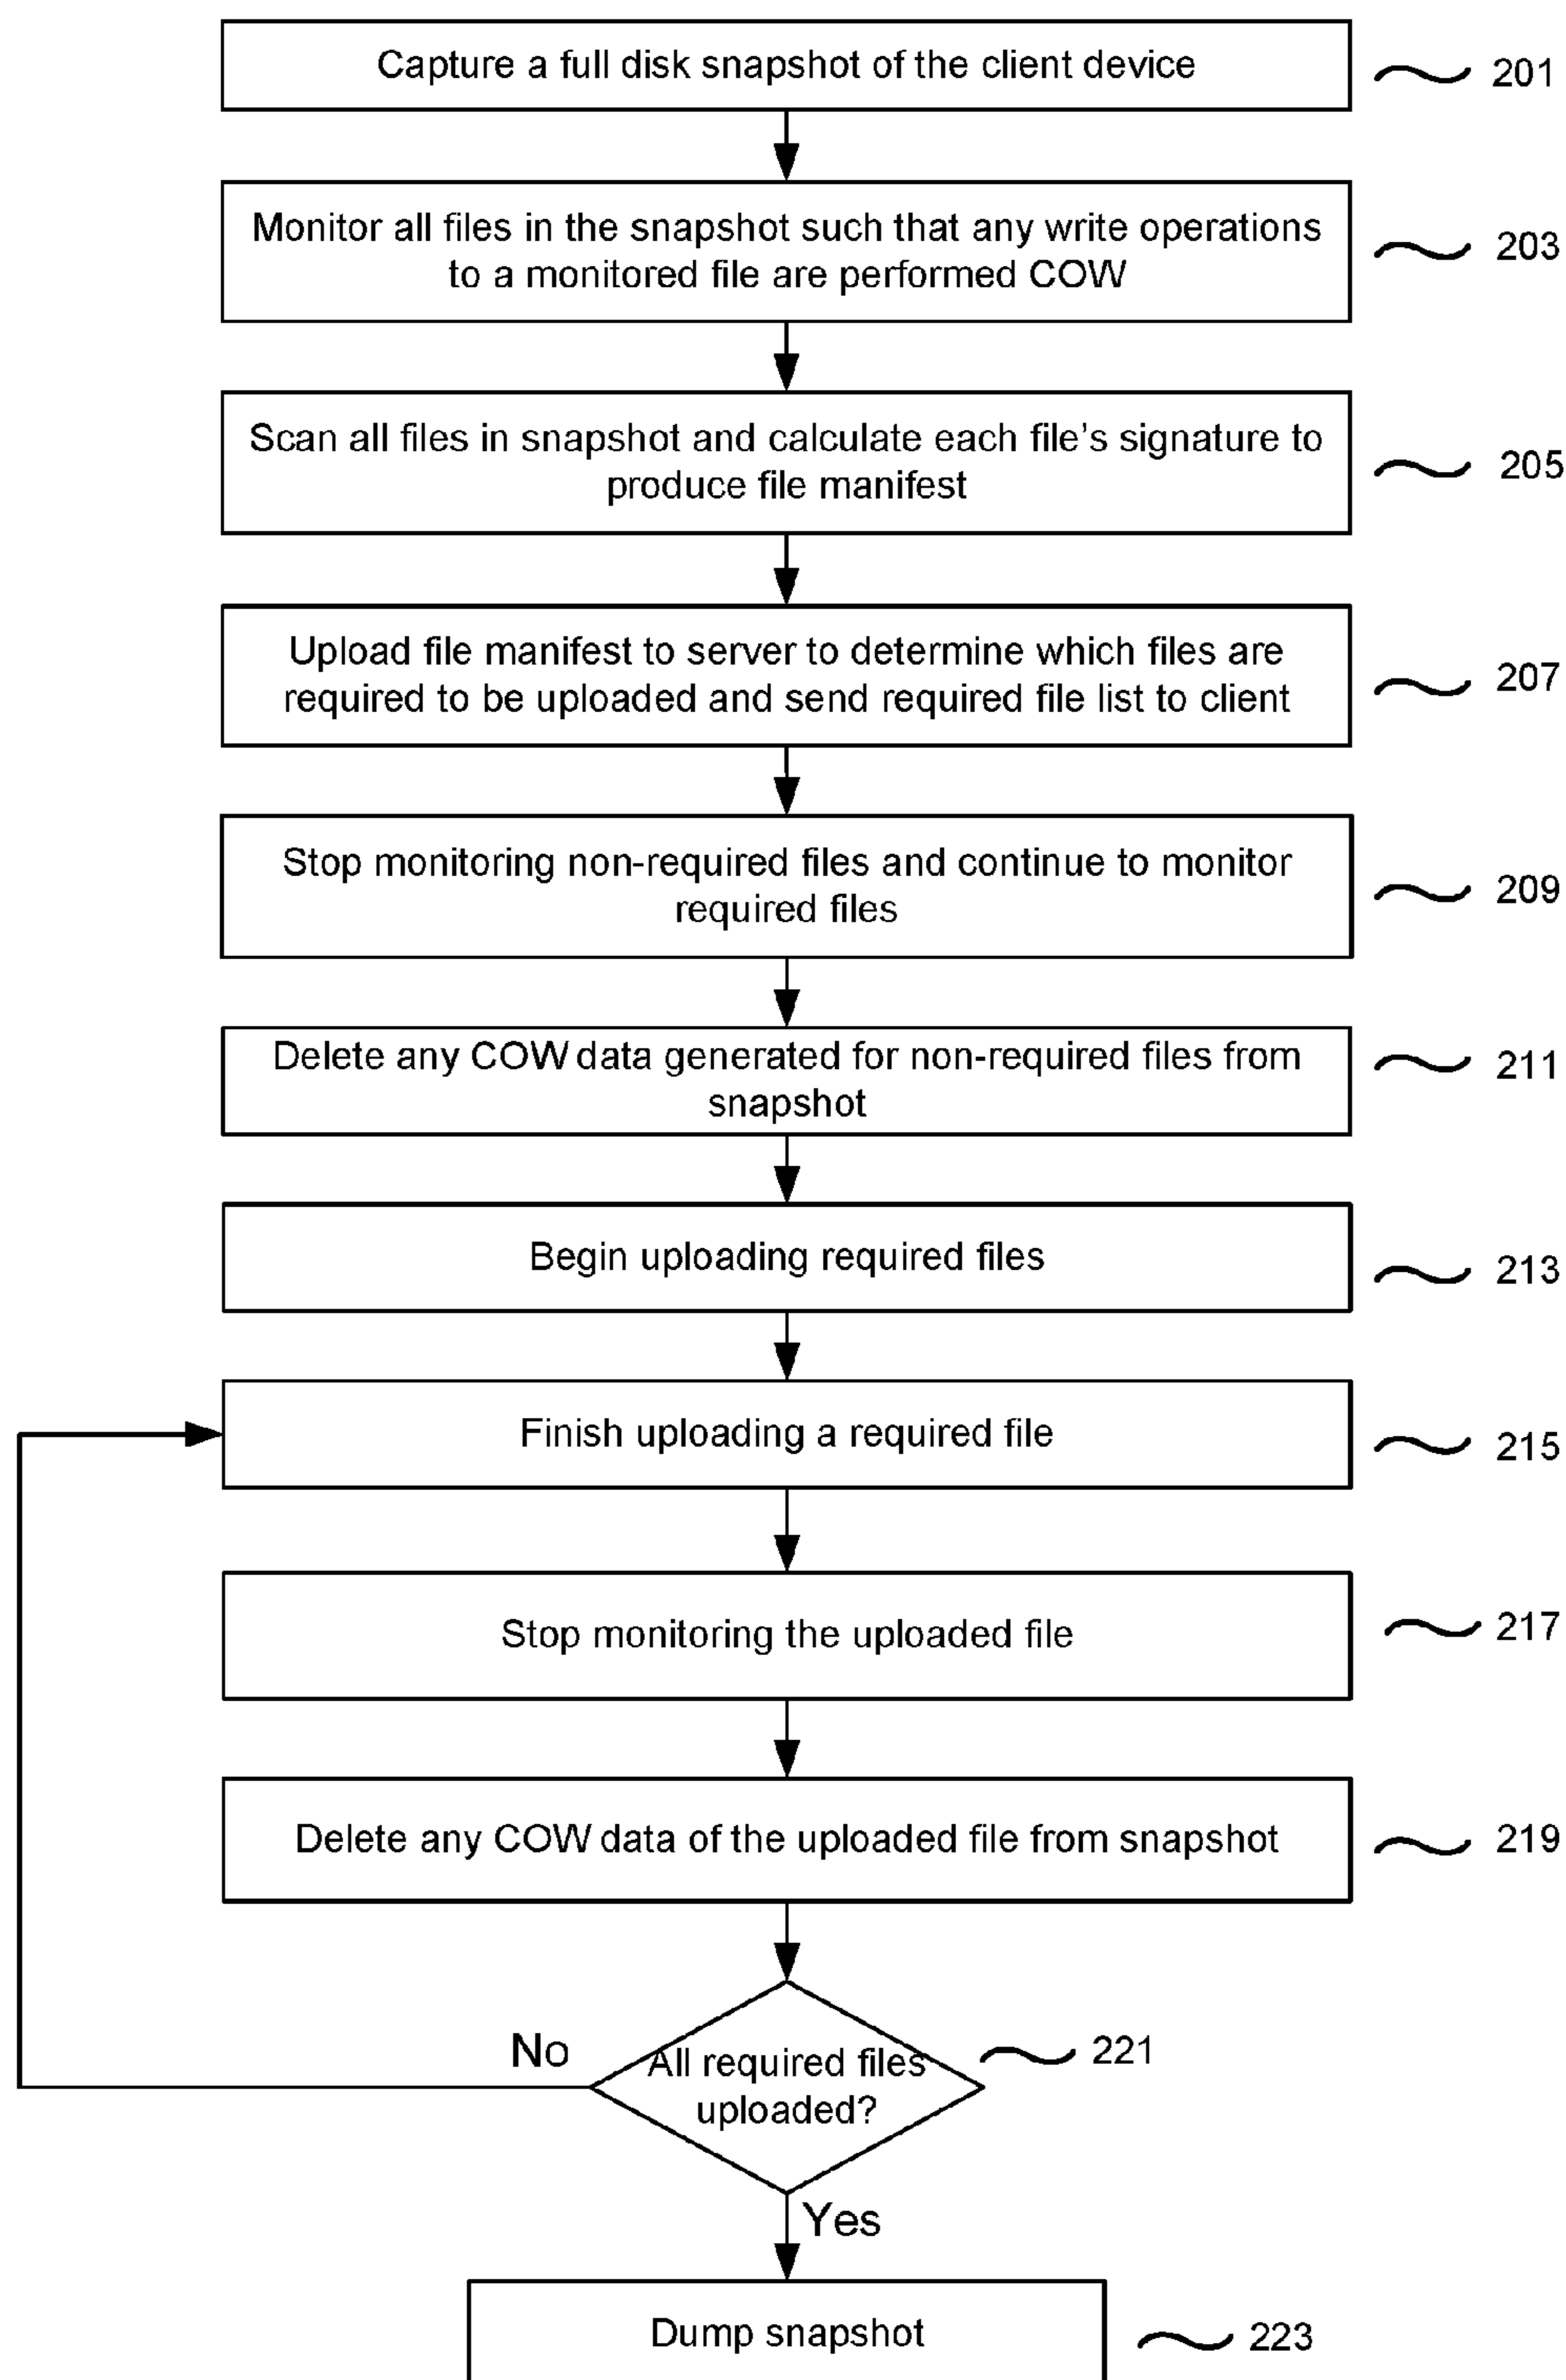 Capture a full disk snapshot of the client device
201
Monitor all files in the snapshot such that any write operations
to a monitored file are performed COW
203
Scan all files in snapshot and calculate each file's signature to
produce file manifest
205
Upload file manifest to server to determine which files are
required to be uploaded and send required file list to client
207
Stop monitoring non-required files and continue to monitor
required files
209
Delete any COW data generated for non-required files from
snapshot
211
Begin uploading required files
213
Finish uploading a required file
215
Stop monitoring the uploaded file
217
Delete any COW data of the uploaded file from snapshot
219
No
All required files
uploaded?
221
Yes
Dump snapshot
223